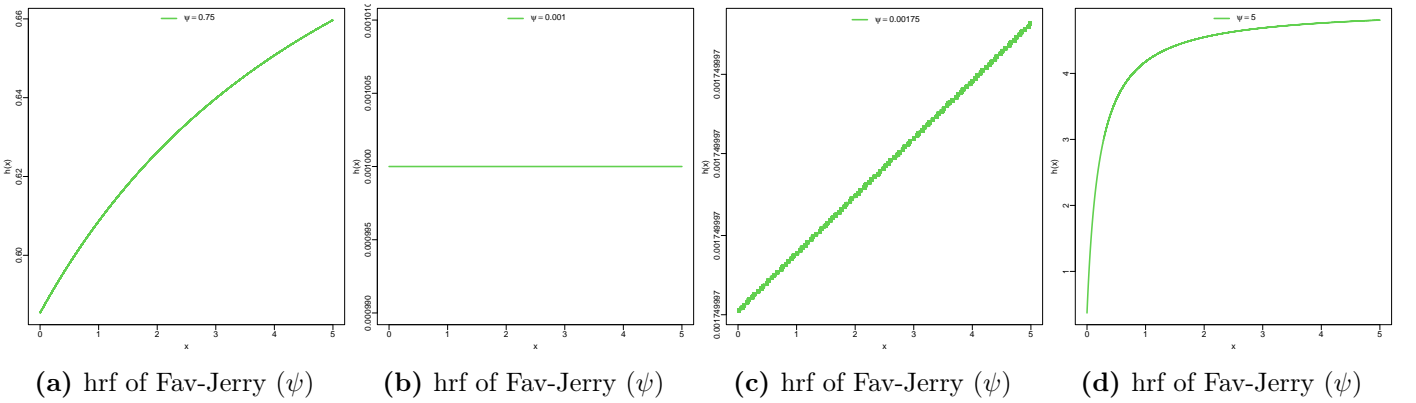 ψ = 0.75
0.66
0.64
0.62
0.60
h(x)
0 1 2 3 4 5
x
(a) hrf of Fav-Jerry (ψ)
ψ = 0.001
0.001010
0.001005
0.001000
0.000995
0.000990
h(x)
0 1 2 3 4 5
x
(b) hrf of Fav-Jerry (ψ)
ψ = 0.00175
0.001749997
0.001749997
0.001749997
0.001749997
h(x)
0 1 2 3 4 5
x
(c) hrf of Fav-Jerry (ψ)
ψ = 5
4
3
2
1
h(x)
0 1 2 3 4 5
x
(d) hrf of Fav-Jerry (ψ)